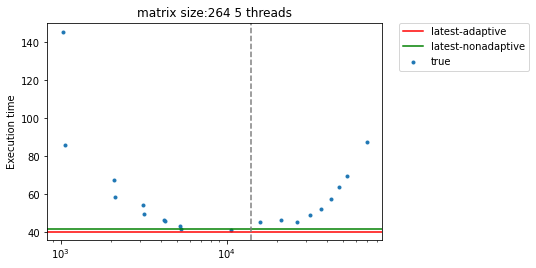 matrix size:264 5 threads
latest-adaptive
latest-nonadaptive
true
Execution time
140
120
100
80
60
40
10³
10⁴